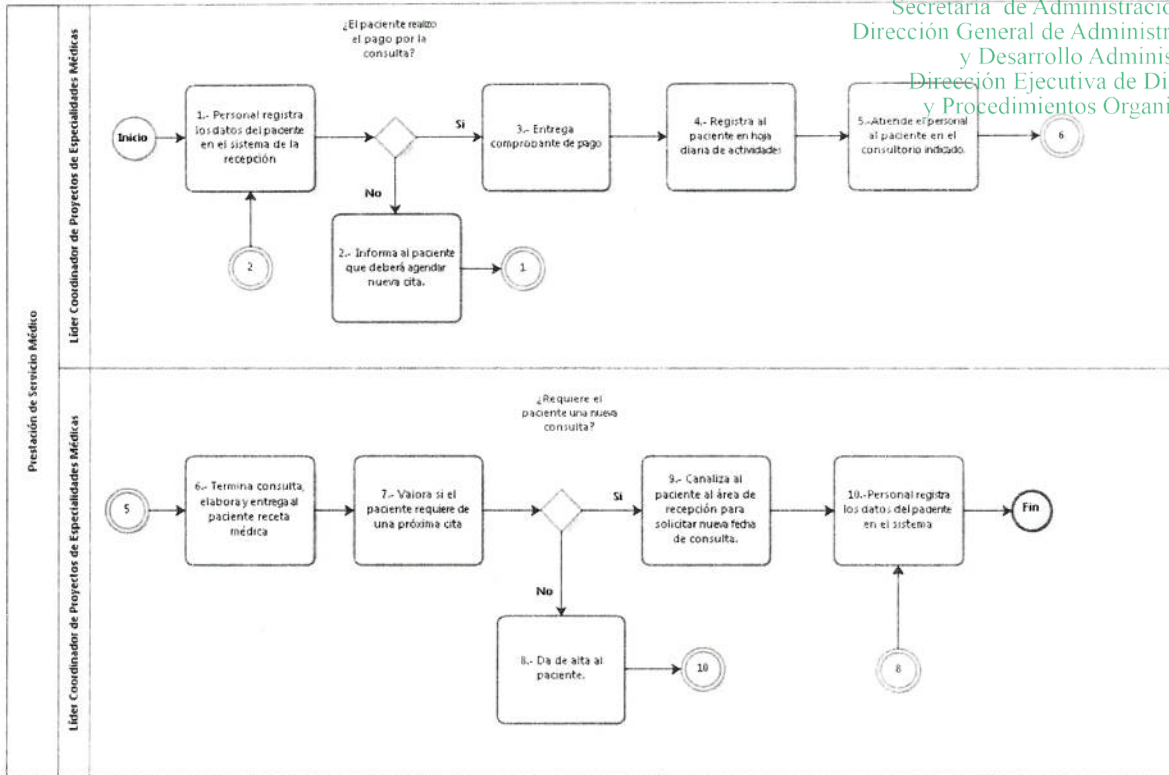 Secretaría de Administració
Dirección General de Administr
y Desarrollo Adminis
Dirección Ejecutiva de Di
y Procedimientos Organi
Prestación de Servicio Médico
Líder Coordinador de Proyectos de Especialidades Médicas
¿El paciente realizo
el pago por la
consulta?
Inicio
1.- Personal registra
los datos del paciente
en el sistema de la
recepción
Si
3.- Entrega
comprobante de pago
4.- Registra al
paciente en hoja
diaria de actividades
5.-Atiende el personal
al paciente en el
consultorio indicado.
6
No
2
2.- Informa al paciente
que deberá agendar
nueva cita.
1
Líder Coordinador de Proyectos de Especialidades Médicas
¿Requiere el
paciente una nueva
consulta?
5
6.- Termina consulta,
elabora y entrega al
paciente receta
médica
7.- Valora si el
paciente requiere de
una próxima cita
Si
9.- Canaliza al
paciente al área de
recepción para
solicitar nueva fecha
de consulta.
10.-Personal registra
los datos del paciente
en el sistema
Fin
No
8.- Da de alta al
paciente.
10
8